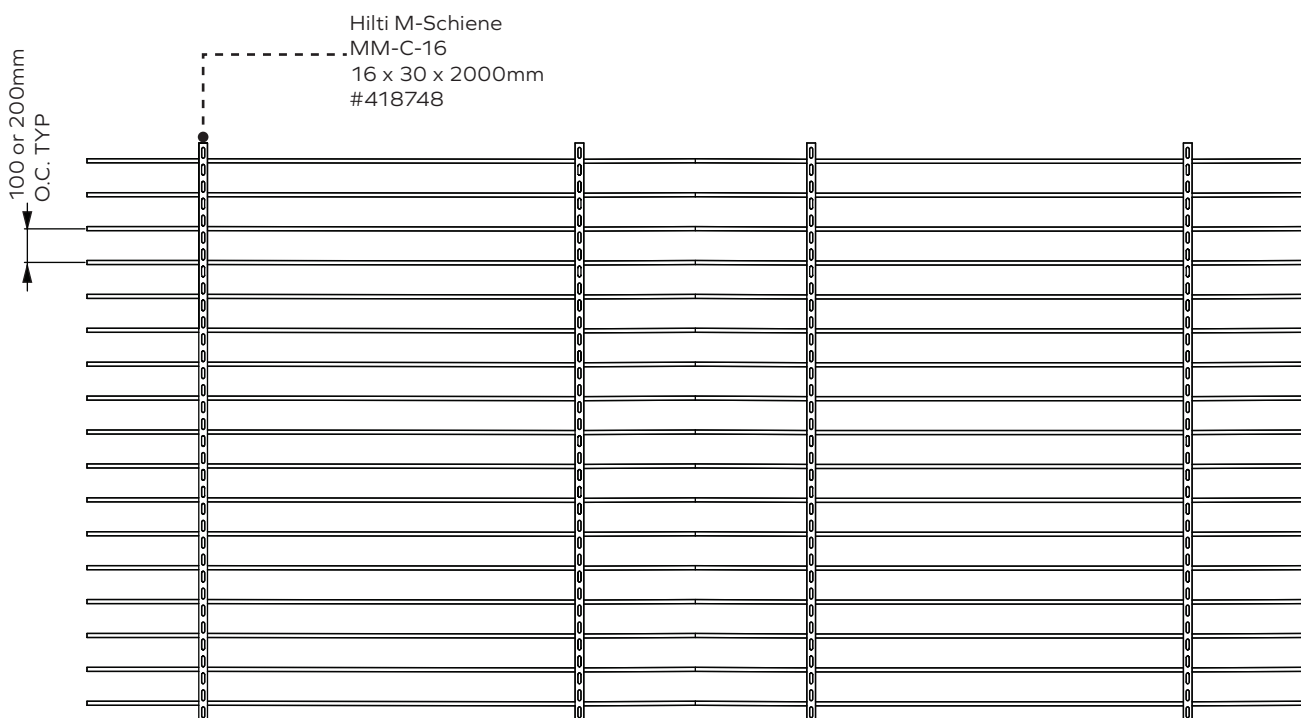 Hilti M-Schiene
MM-C-16
16 x 30 x 2000mm
#418748
100 or 200mm
O.C. TYP